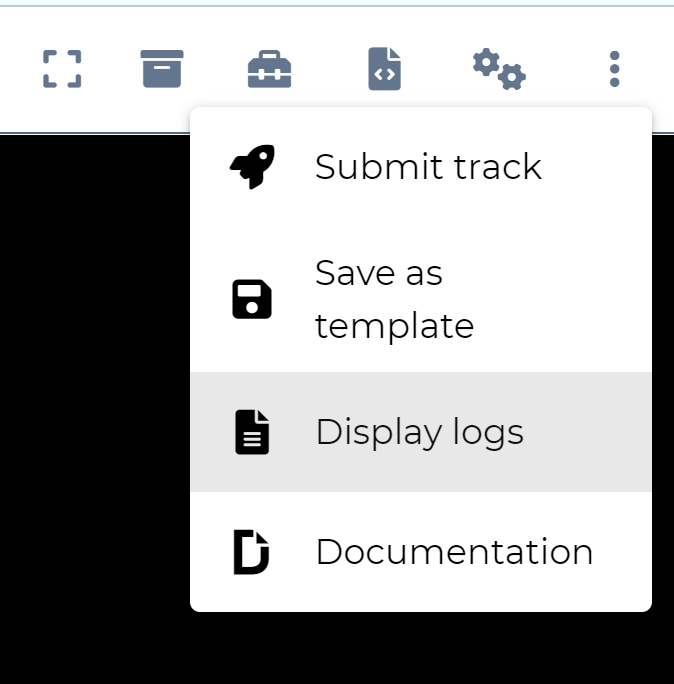 Submit track
Save as
template
Display logs
Documentation